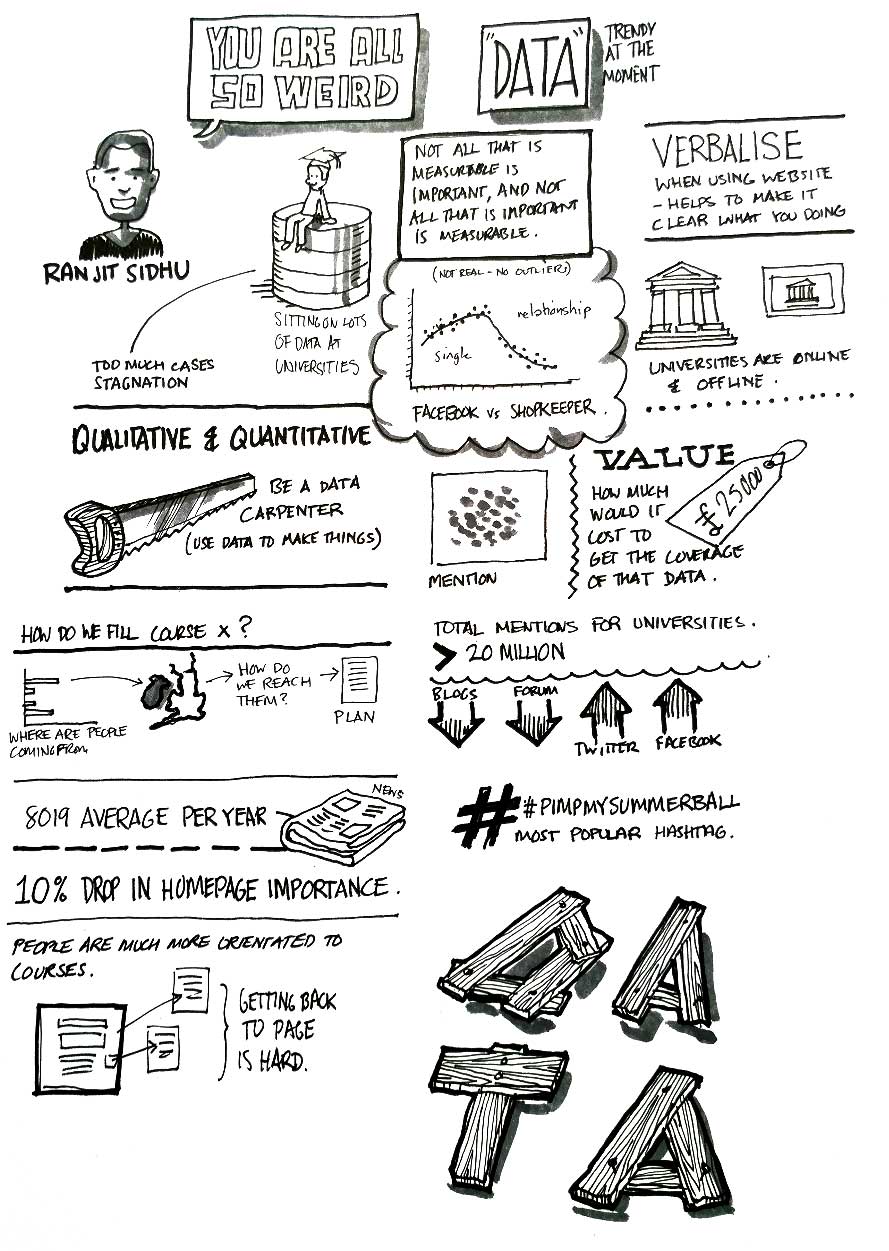 YOU ARE ALL
SO WEIRD
"DATA"
TRENDY
AT THE
MOMENT
RANJIT SIDHU
TOO MUCH CASES
STAGNATION
SITTING ON LOTS
OF DATA AT
UNIVERSITIES
NOT ALL THAT IS
MEASURABLE IS
IMPORTANT, AND NOT
ALL THAT IS IMPORTANT
IS MEASURABLE.
(NOT REAL - NO OUTLIERS)
relationship
single
FACEBOOK vs SHOPKEEPER.
VERBALISE
WHEN USING WEBSITE
- HELPS TO MAKE IT
CLEAR WHAT YOU DOING
UNIVERSITIES ARE ONLINE
& OFFLINE.
QUALITATIVE & QUANTITATIVE
BE A DATA
CARPENTER
(USE DATA TO MAKE THINGS)
MENTION
VALUE
£25000
HOW MUCH
WOULD IT
COST TO
GET THE COVERAGE
OF THAT DATA.
HOW DO WE FILL COURSE X?
WHERE ARE PEOPLE
COMING FROM
HOW DO
WE REACH
THEM?
PLAN
TOTAL MENTIONS FOR UNIVERSITIES.
> 20 MILLION
BLOGS
FORUM
TWITTER
FACEBOOK
8019 AVERAGE PER YEAR
NEWS
10% DROP IN HOMEPAGE IMPORTANCE.
# #PIMPMYSUMMERBALL
MOST POPULAR HASHTAG.
PEOPLE ARE MUCH MORE ORIENTATED TO
COURSES.
GETTING BACK
TO PAGE
IS HARD.
DA
TA